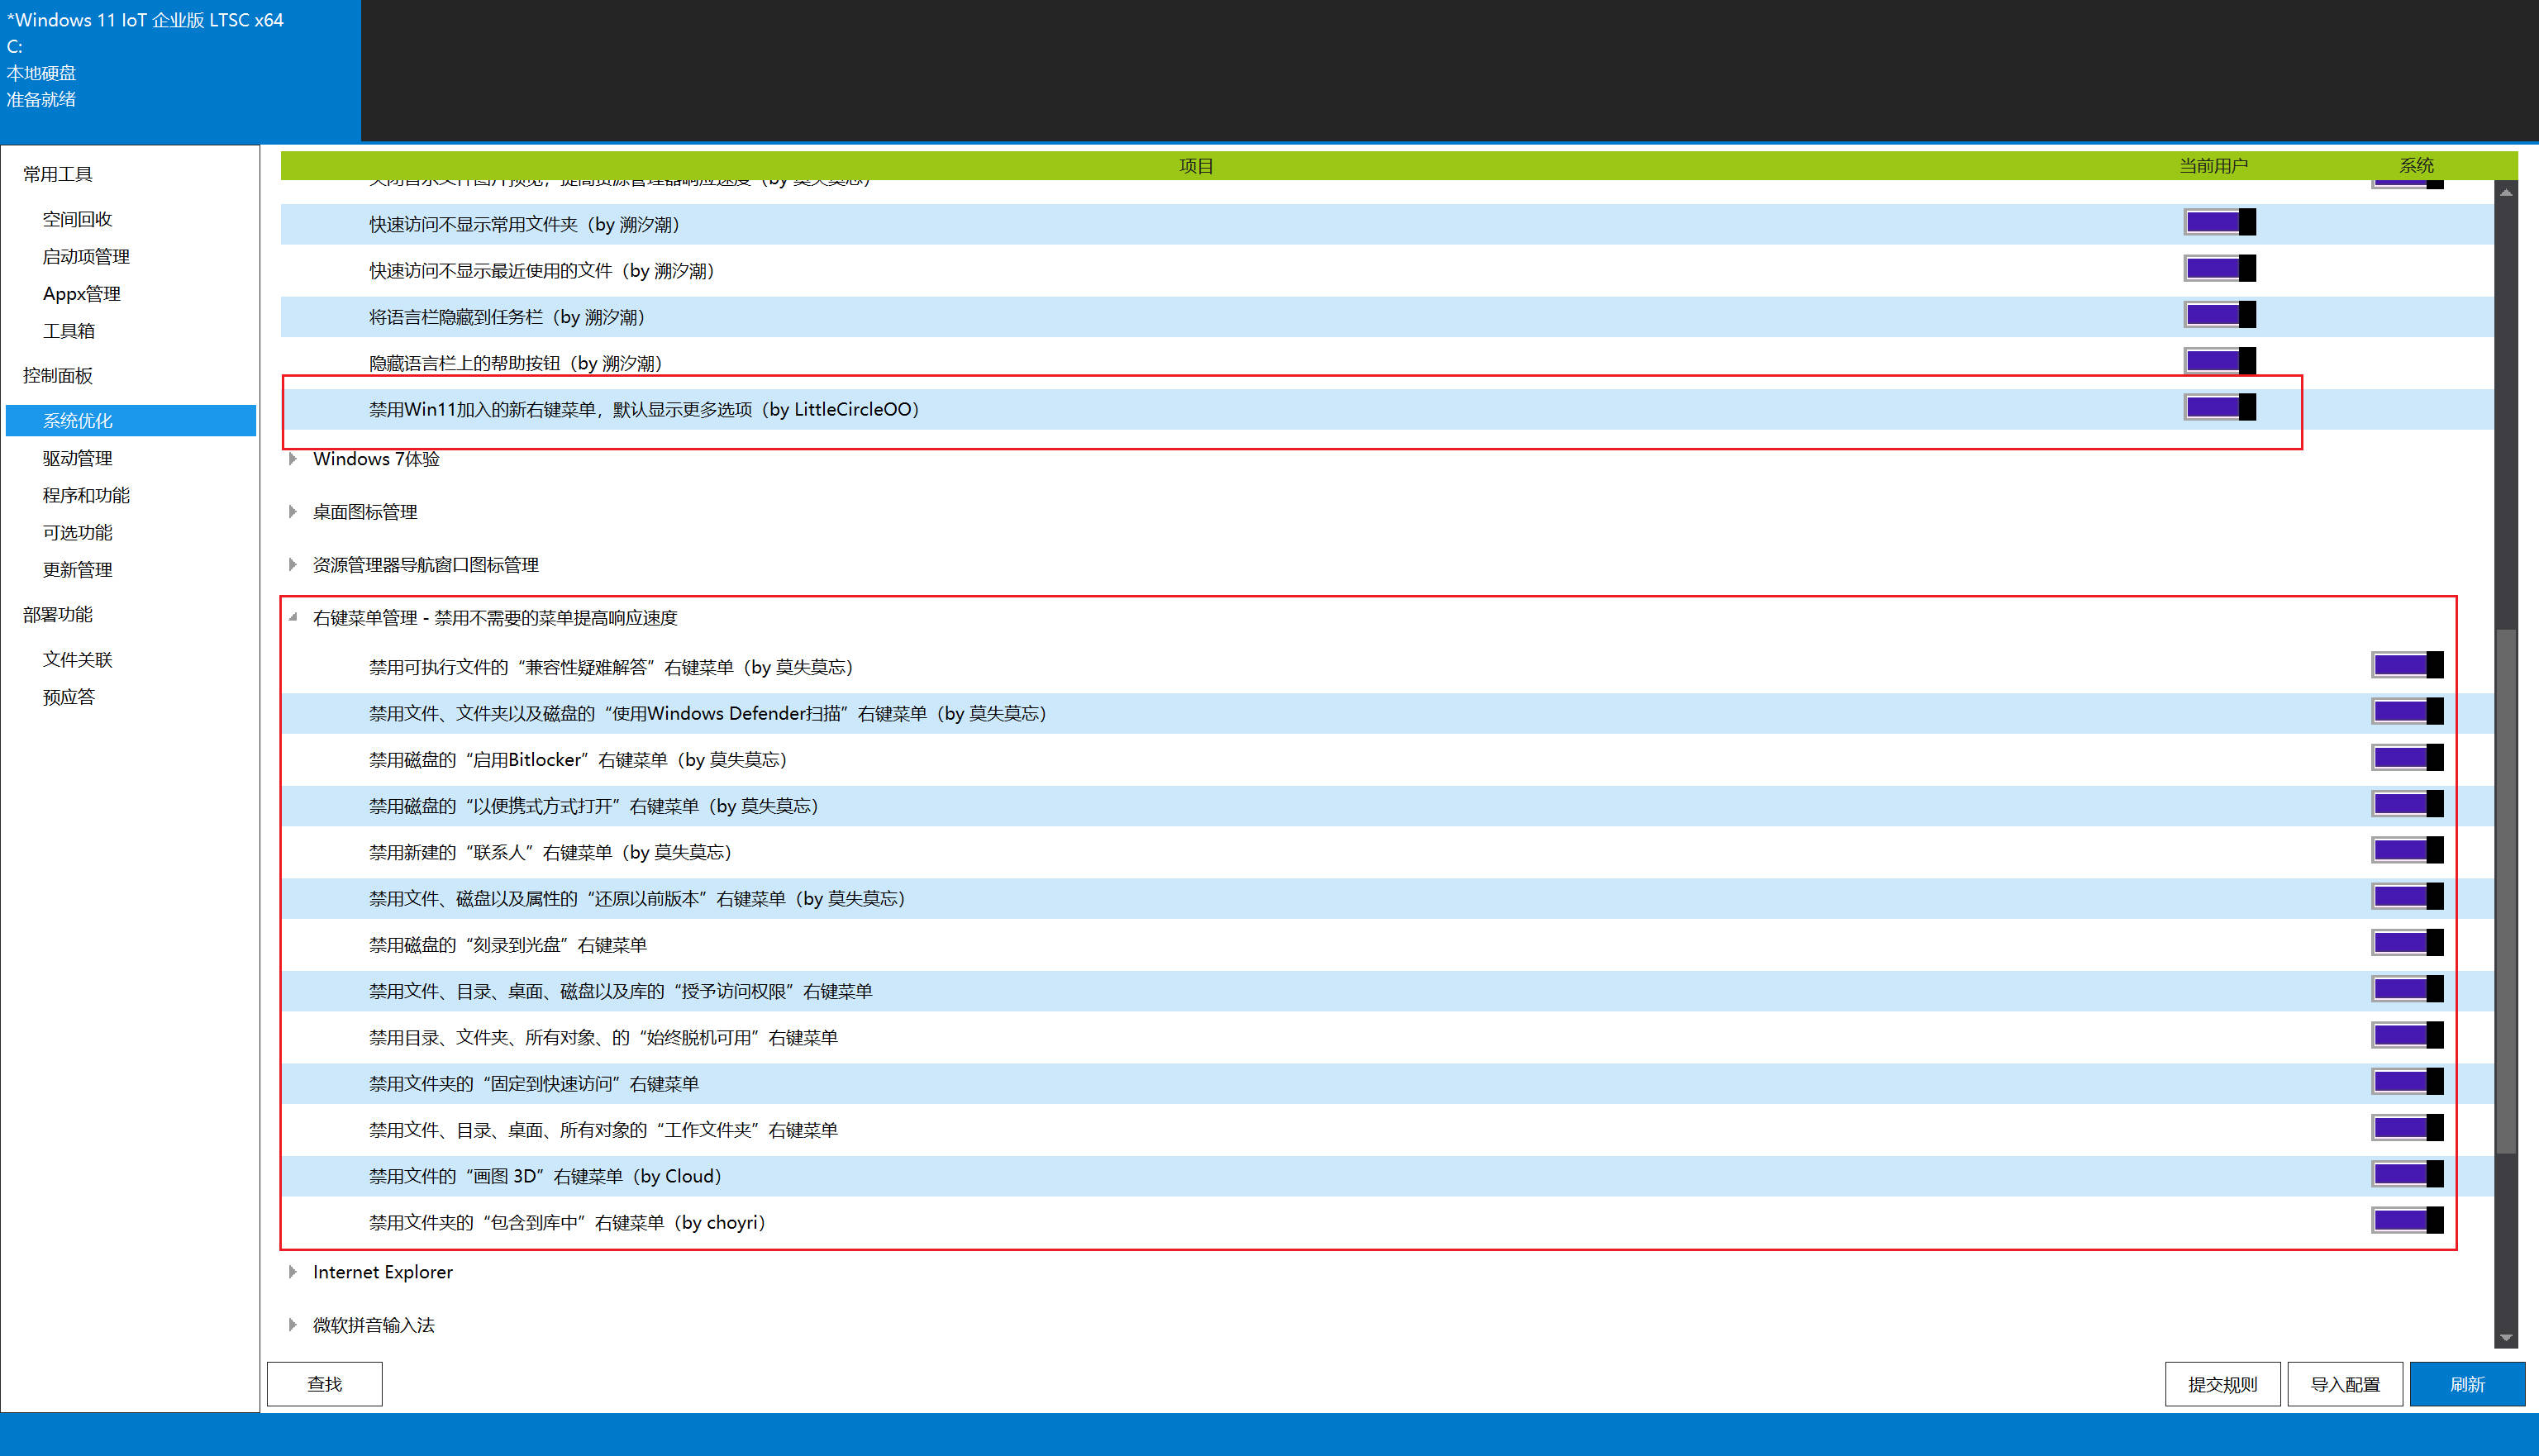 *Windows 11 IoT 企业版 LTSC x64
C:
本地硬盘
准备就绪
常用工具
空间回收
启动项管理
Appx管理
工具箱
控制面板
系统优化
驱动管理
程序和功能
可选功能
更新管理
部署功能
文件关联
预应答
项目 当前用户 系统
关闭音乐文件图片预览，提高资源管理器响应速度（by 莫失莫忘）
快速访问不显示常用文件夹（by 溯汐潮）
快速访问不显示最近使用的文件（by 溯汐潮）
将语言栏隐藏到任务栏（by 溯汐潮）
隐藏语言栏上的帮助按钮（by 溯汐潮）
禁用Win11加入的新右键菜单，默认显示更多选项（by LittleCircleOO）
Windows 7体验
桌面图标管理
资源管理器导航窗口图标管理
右键菜单管理 - 禁用不需要的菜单提高响应速度
禁用可执行文件的“兼容性疑难解答”右键菜单（by 莫失莫忘）
禁用文件、文件夹以及磁盘的“使用Windows Defender扫描”右键菜单（by 莫失莫忘）
禁用磁盘的“启用Bitlocker”右键菜单（by 莫失莫忘）
禁用磁盘的“以便携式方式打开”右键菜单（by 莫失莫忘）
禁用新建的“联系人”右键菜单（by 莫失莫忘）
禁用文件、磁盘以及属性的“还原以前版本”右键菜单（by 莫失莫忘）
禁用磁盘的“刻录到光盘”右键菜单
禁用文件、目录、桌面、磁盘以及库的“授予访问权限”右键菜单
禁用目录、文件夹、所有对象、的“始终脱机可用”右键菜单
禁用文件夹的“固定到快速访问”右键菜单
禁用文件、目录、桌面、所有对象的“工作文件夹”右键菜单
禁用文件的“画图 3D”右键菜单（by Cloud）
禁用文件夹的“包含到库中”右键菜单（by choyri）
Internet Explorer
微软拼音输入法
查找
提交规则
导入配置
刷新